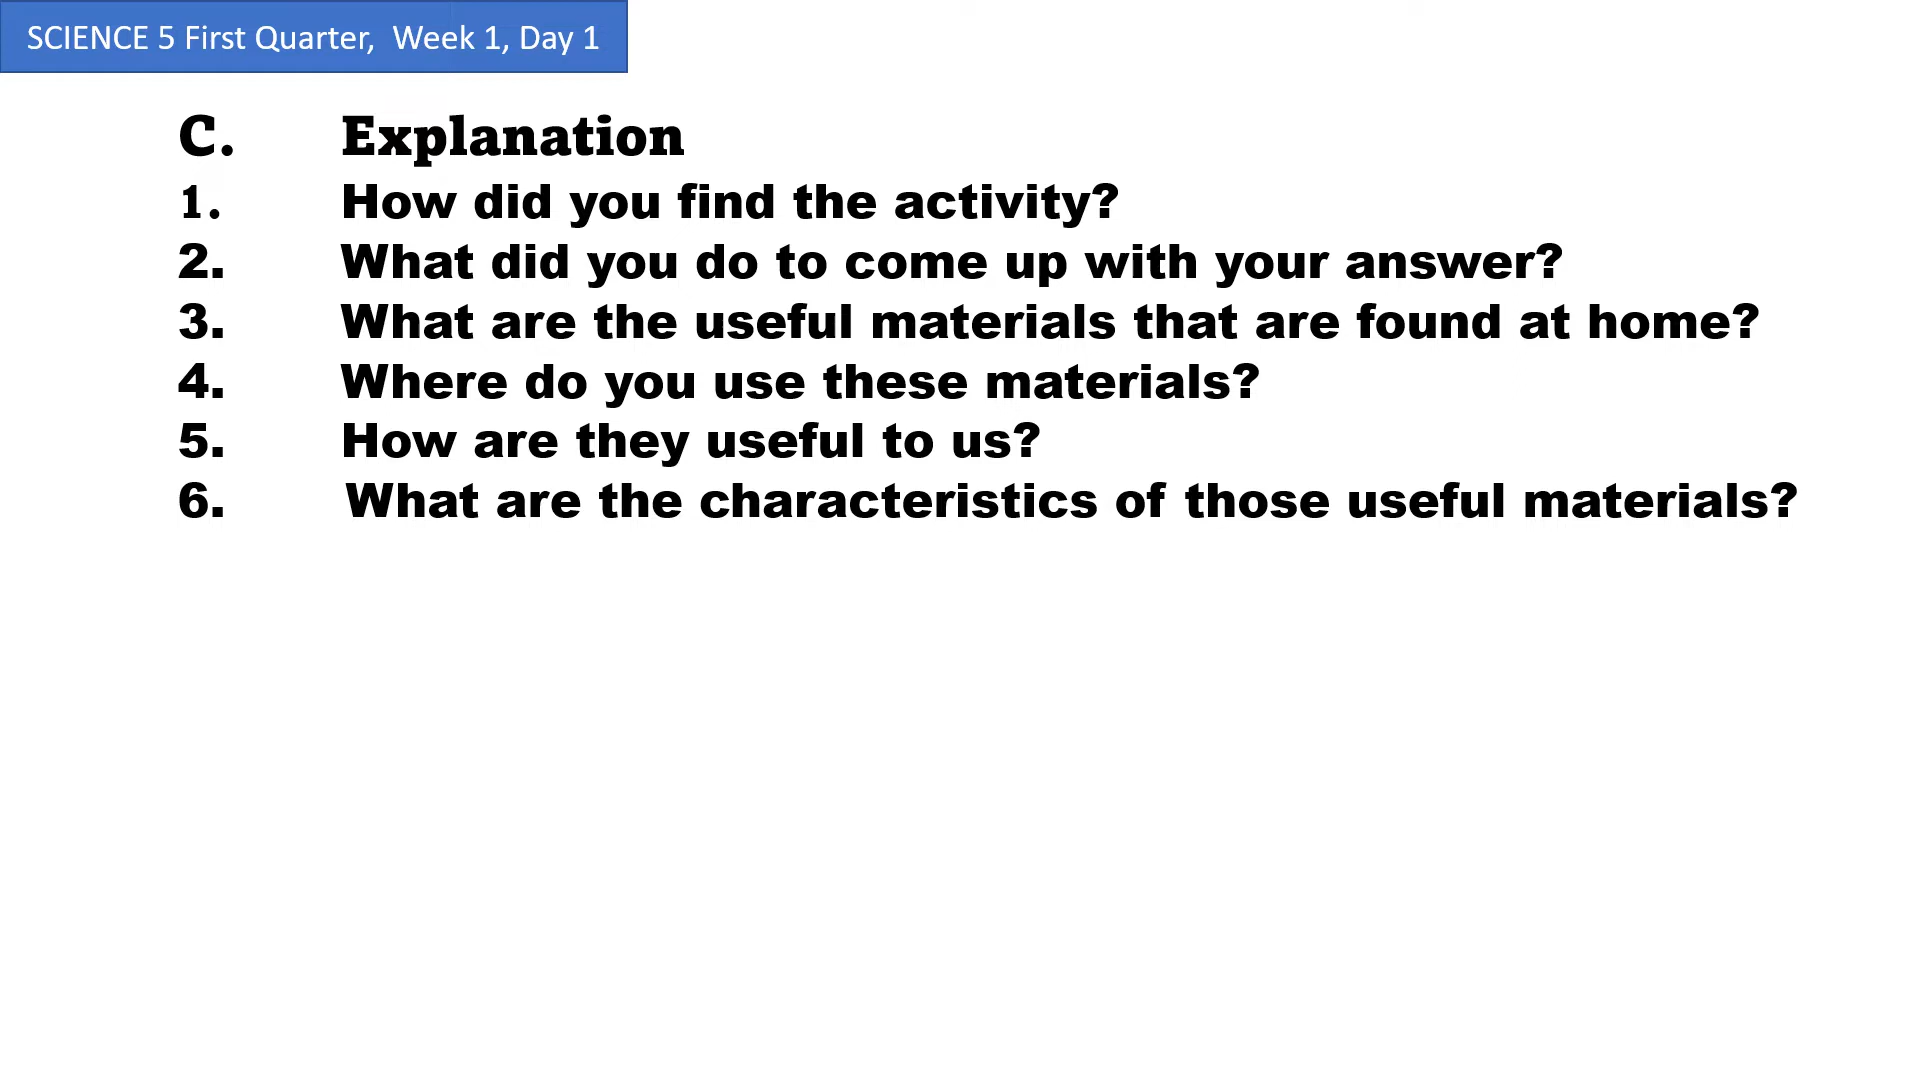 SCIENCE 5 First Quarter,  Week 1, Day 1
C. Explanation
1. How did you find the activity?
2. What did you do to come up with your answer?
3. What are the useful materials that are found at home?
4. Where do you use these materials?
5. How are they useful to us?
6. What are the characteristics of those useful materials?